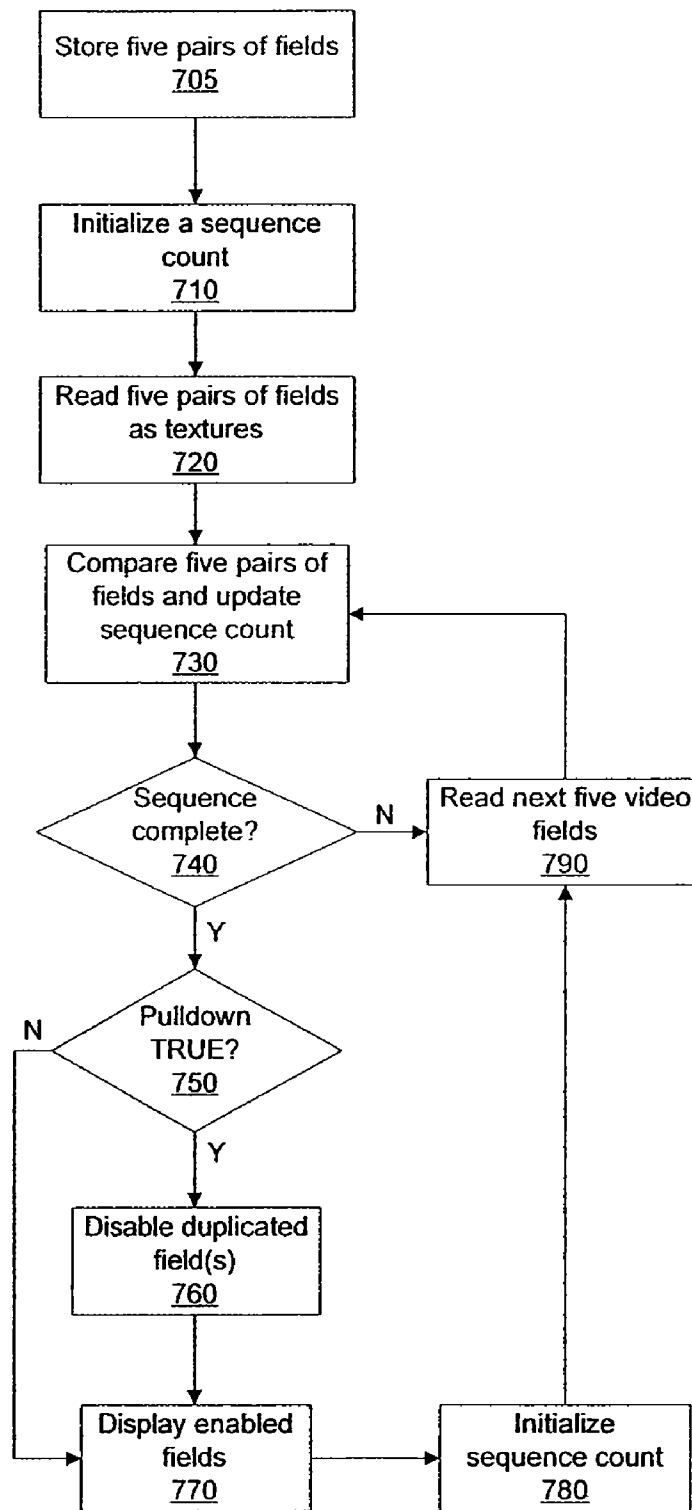 Store five pairs of fields
705
Initialize a sequence
count
710
Read five pairs of fields
as textures
720
Compare five pairs of
fields and update
sequence count
730
Sequence
complete?
740
N
Read next five video
fields
790
Y
Pulldown
TRUE?
750
N
Y
Disable duplicated
field(s)
760
Display enabled
fields
770
Initialize
sequence count
780